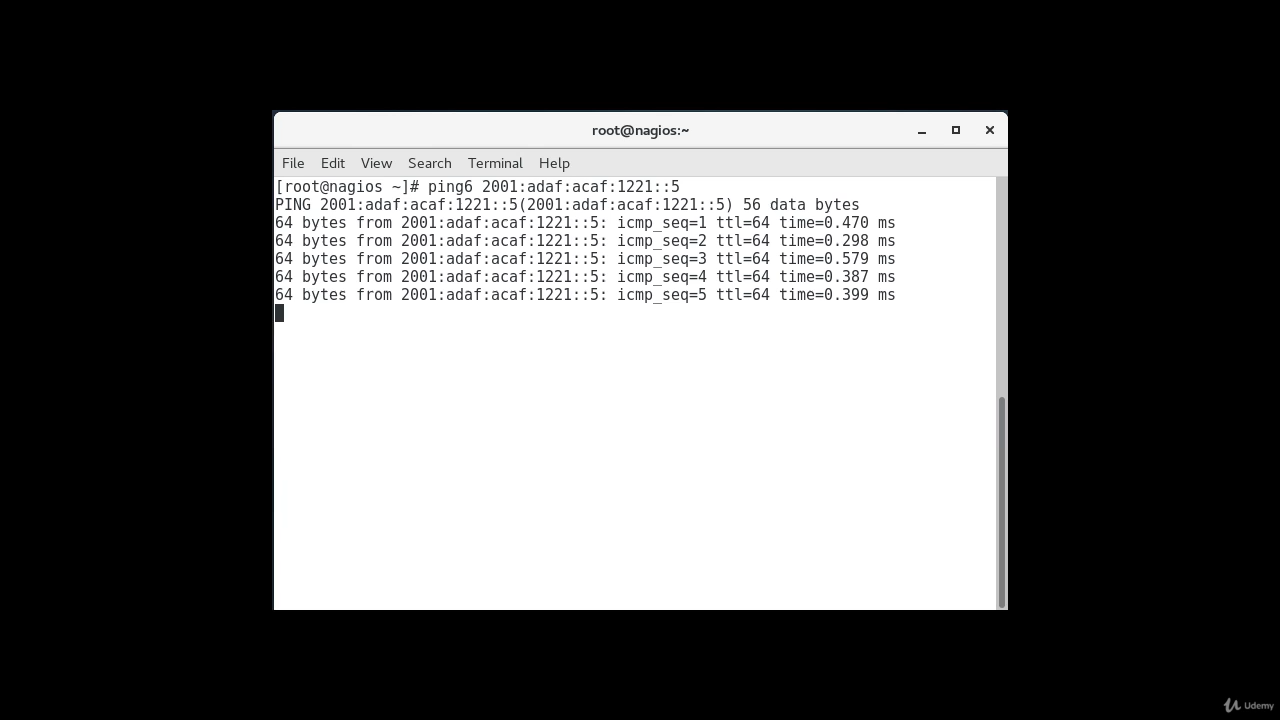 root@nagios:~
File Edit View Search Terminal Help
[root@nagios ~]# ping6 2001:adaf:acaf:1221::5
PING 2001:adaf:acaf:1221::5(2001:adaf:acaf:1221::5) 56 data bytes
64 bytes from 2001:adaf:acaf:1221::5: icmp_seq=1 ttl=64 time=0.470 ms
64 bytes from 2001:adaf:acaf:1221::5: icmp_seq=2 ttl=64 time=0.298 ms
64 bytes from 2001:adaf:acaf:1221::5: icmp_seq=3 ttl=64 time=0.579 ms
64 bytes from 2001:adaf:acaf:1221::5: icmp_seq=4 ttl=64 time=0.387 ms
64 bytes from 2001:adaf:acaf:1221::5: icmp_seq=5 ttl=64 time=0.399 ms
Udemy